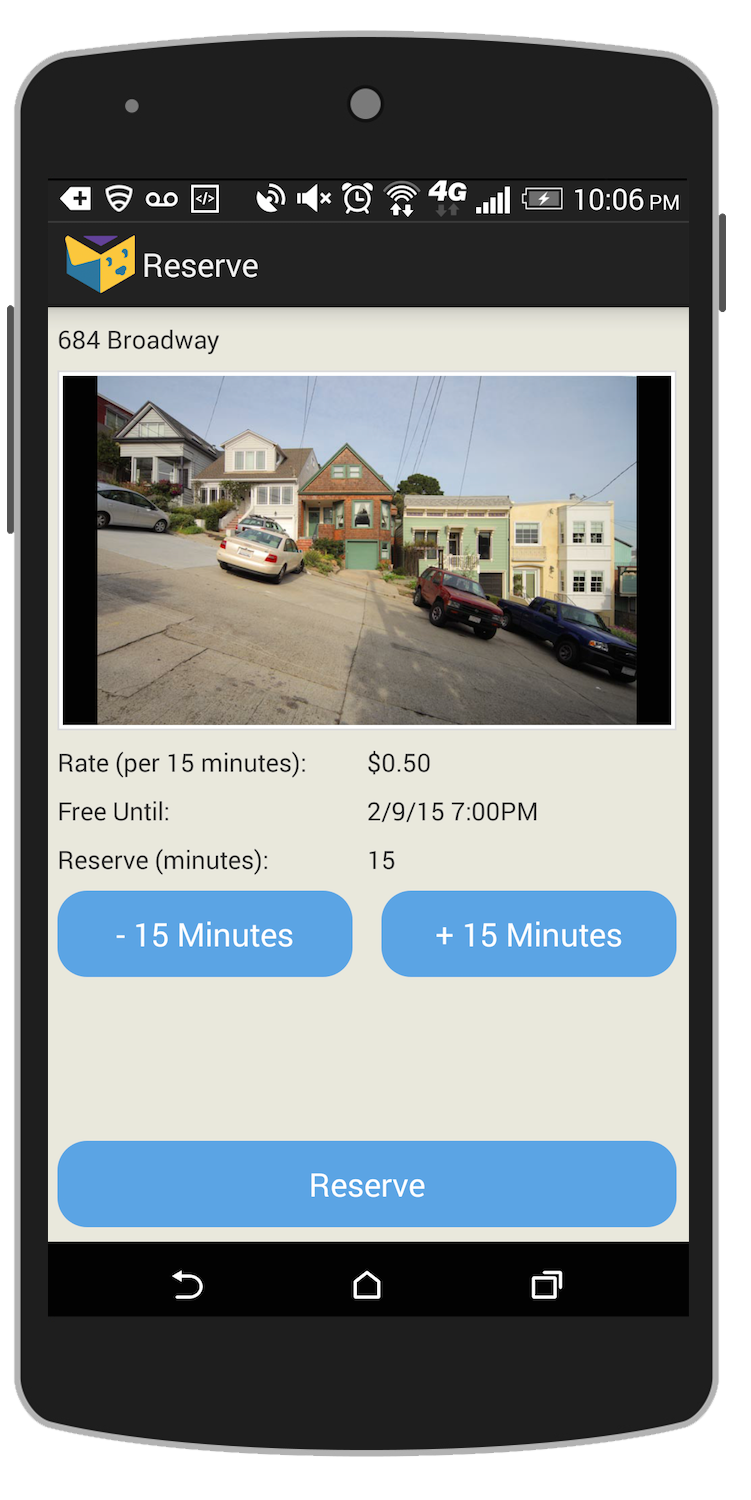 4G 10:06 PM
Reserve
684 Broadway
Rate (per 15 minutes): $0.50
Free Until: 2/9/15 7:00PM
Reserve (minutes): 15
- 15 Minutes + 15 Minutes
Reserve